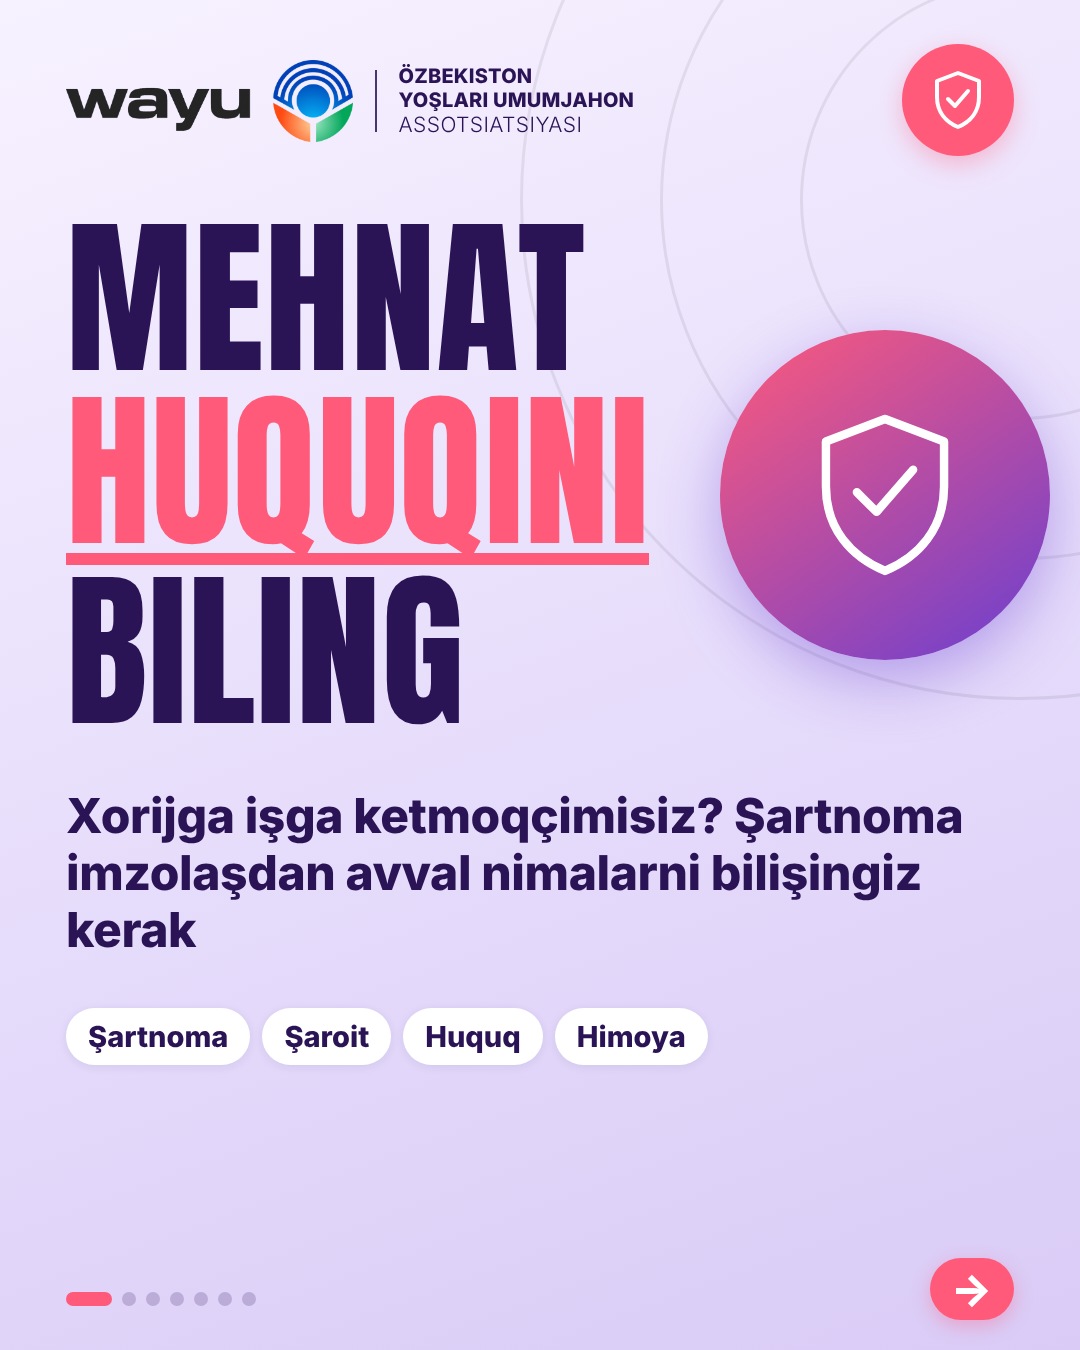 wayu
ÖZBEKISTON
YOŞLARI UMUMJAHON
ASSOTSIATSIYASI
MEHNAT
HUQUQINI
BILING
Xorijga işga ketmoqçimisiz? Şartnoma
imzolaşdan avval nimalarni bilişingiz
kerak
Şartnoma
Şaroit
Huquq
Himoya